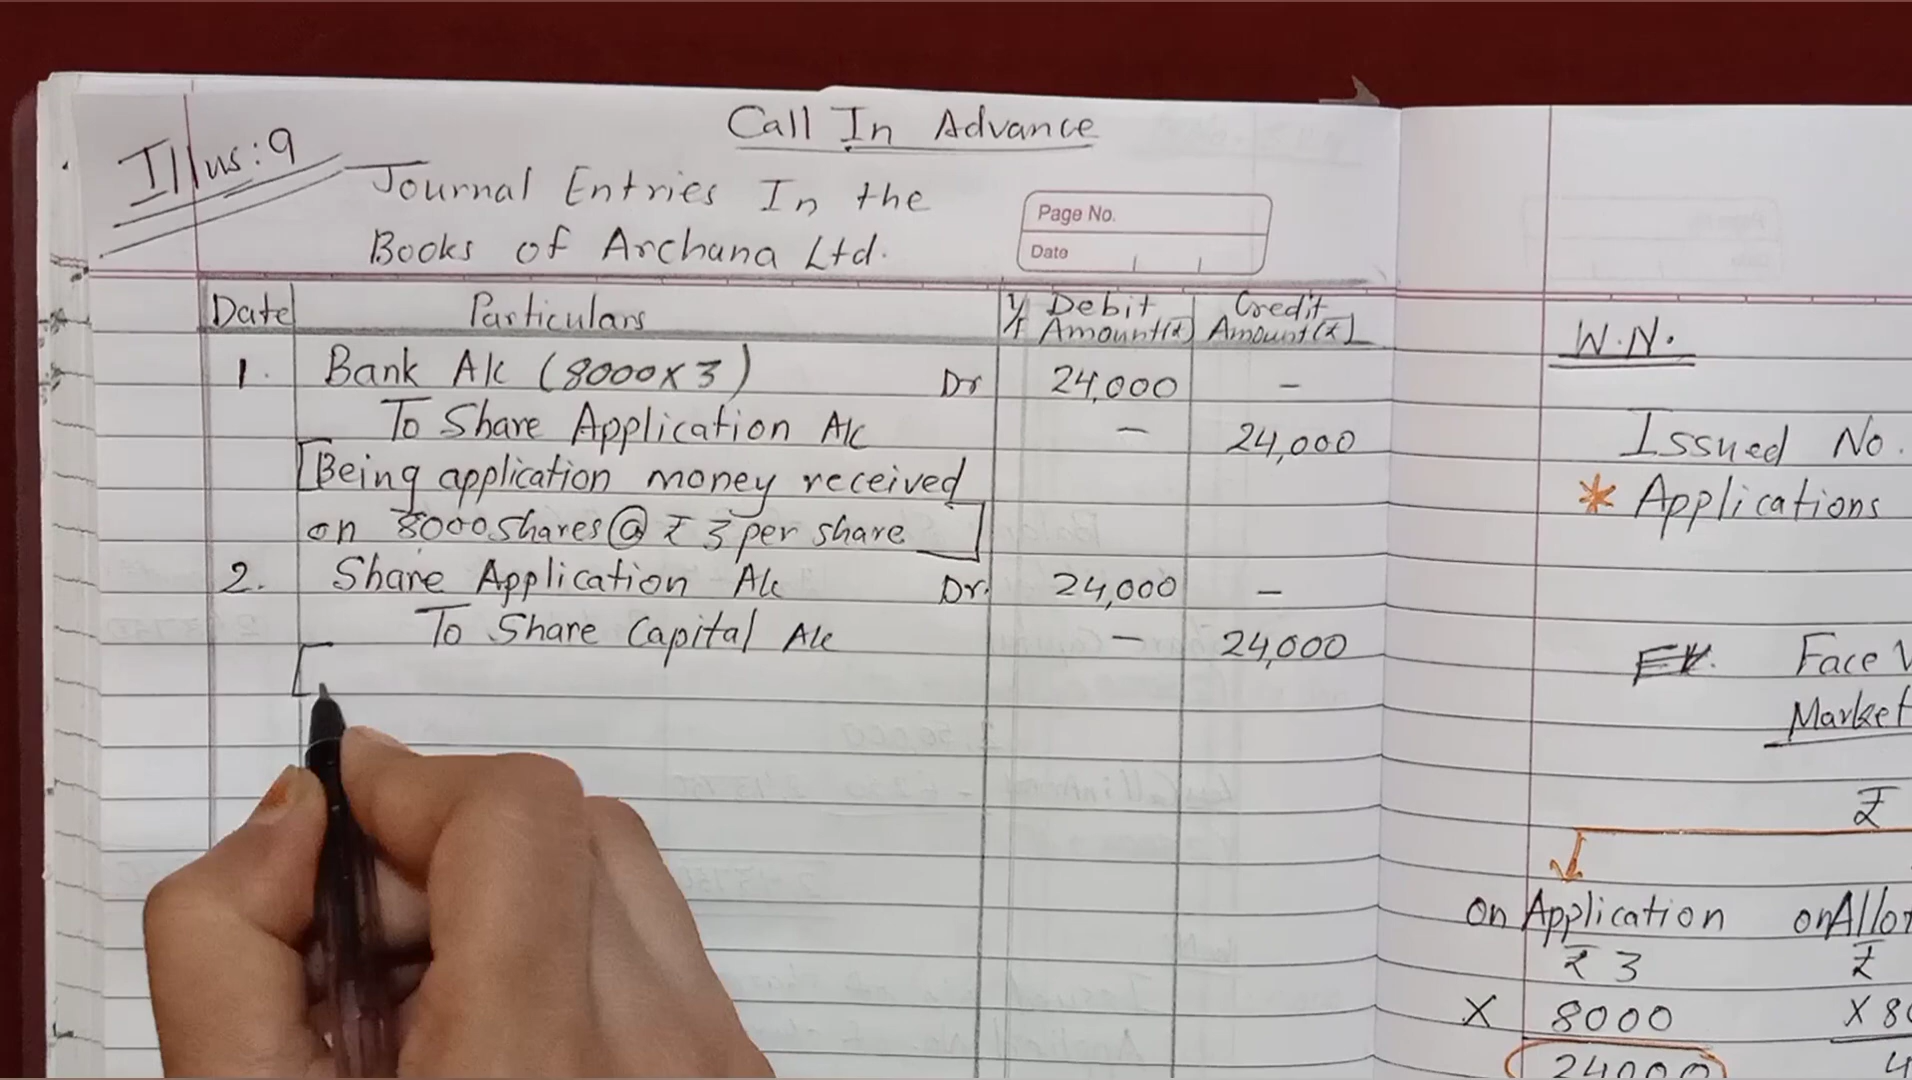 Call In Advance
Illus:9
Journal Entries In the
Books of Archana Ltd.
Page No.
Date
Date Particulars Debit Amount(₹) Credit Amount(₹)
1. Bank A/c (8000×3) Dr 24,000 –
To Share Application A/c – 24,000
[Being application money received
on 8000 shares @ ₹ 3 per share]
2. Share Application A/c Dr. 24,000 –
To Share Capital A/c – 24,000
[
W.N.
Issued No.
* Applications
Face
Market
₹
on Application
₹ 3 ₹
× 8000
24000